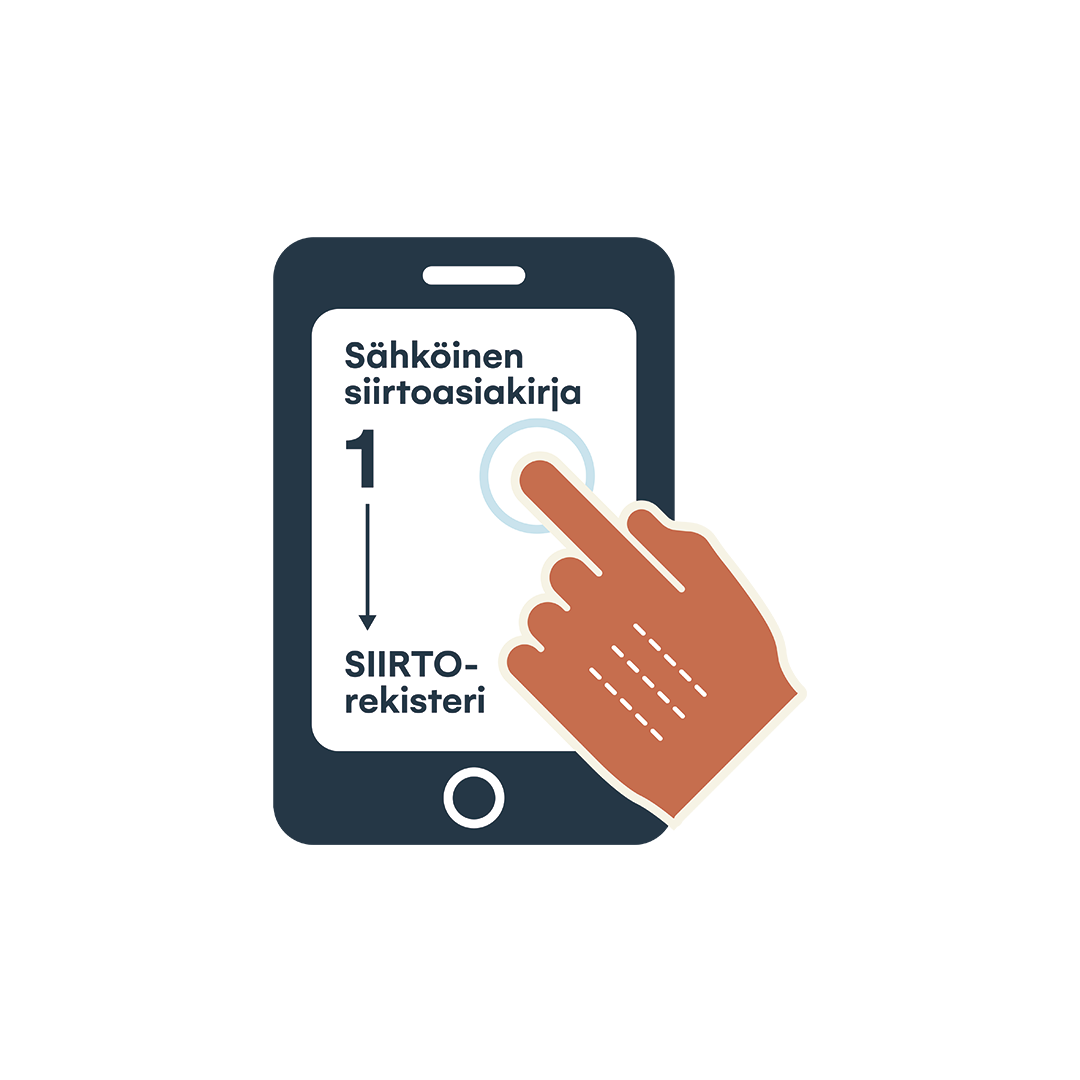 Sähköinen
siirtoasiakirja
1
SIIRTO-
rekisteri